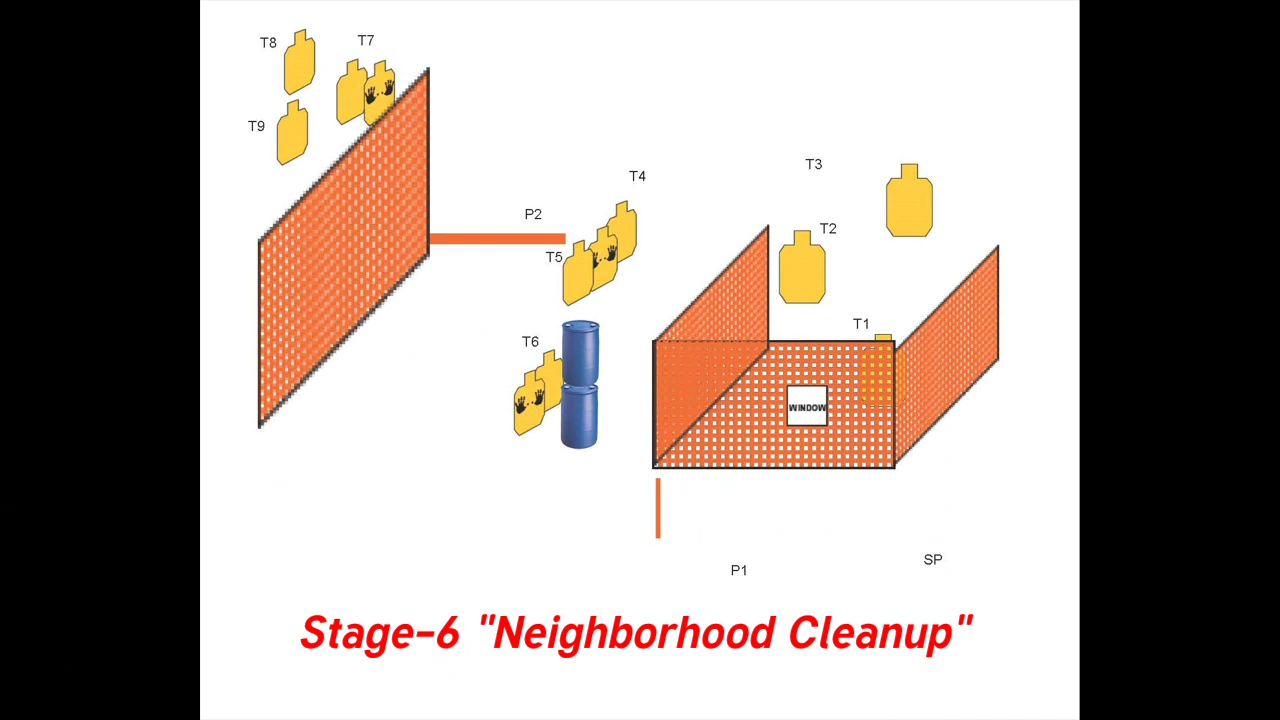 T8
T7
T9
T3
T4
P2
T2
T5
T1
T6
WINDOW
SP
P1
Stage-6 "Neighborhood Cleanup"